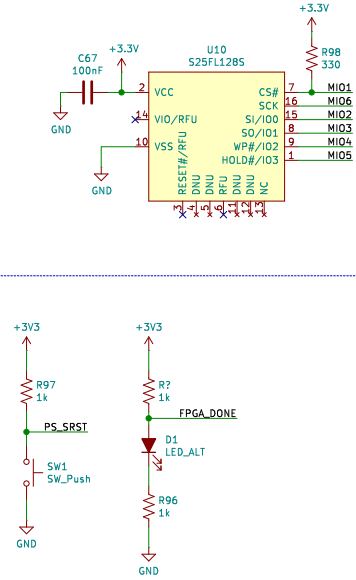 +3.3V
+3.3V
U10
S25FL128S
C67
100nF
R98
330
GND
2
VCC
14
VIO/RFU
10
VSS
GND
CS#
7
MIO1
SCK
16
MIO6
SI/IO0
15
MIO2
SO/IO1
8
MIO3
WP#/IO2
9
MIO4
HOLD#/IO3
1
MIO5
RESET#/RFU
DNU
DNU
RFU
DNU
DNU
NC
3
4
5
6
11
12
13
+3V3
+3V3
R97
1k
R?
1k
PS_SRST
FPGA_DONE
SW1
SW_Push
D1
LED_ALT
R96
1k
GND
GND